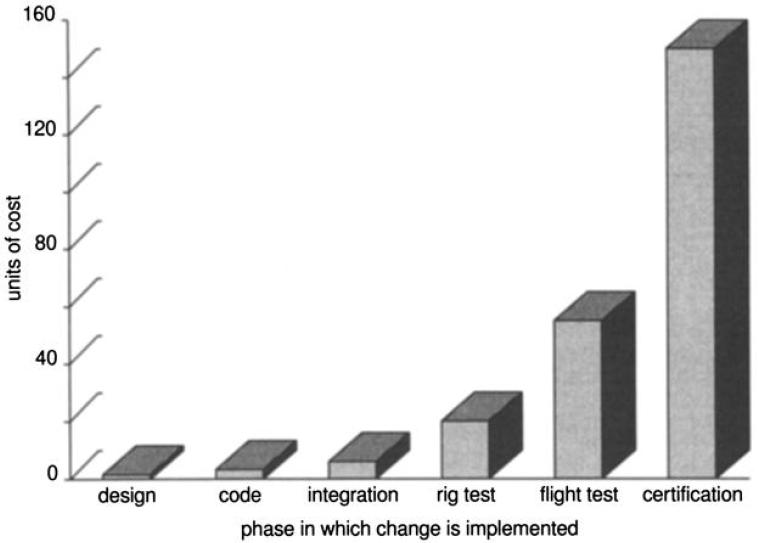 160
120
80
40
0
units of cost
design code integration rig test flight test certification
phase in which change is implemented